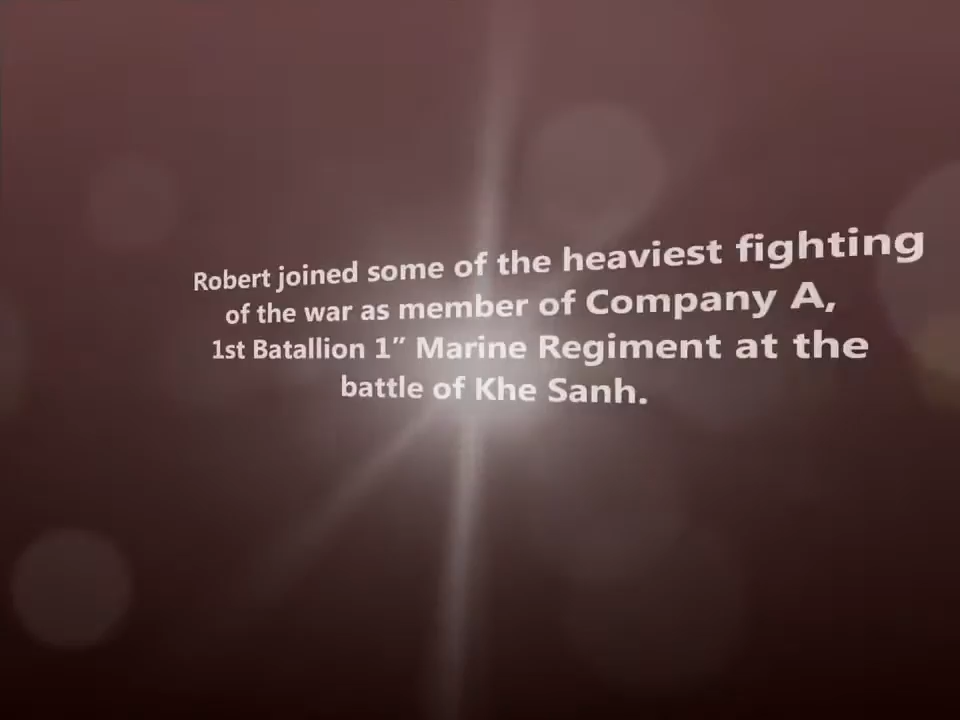 Robert joined some of the heaviest fighting
of the war as member of Company A,
1st Batallion 1” Marine Regiment at the
battle of Khe Sanh.